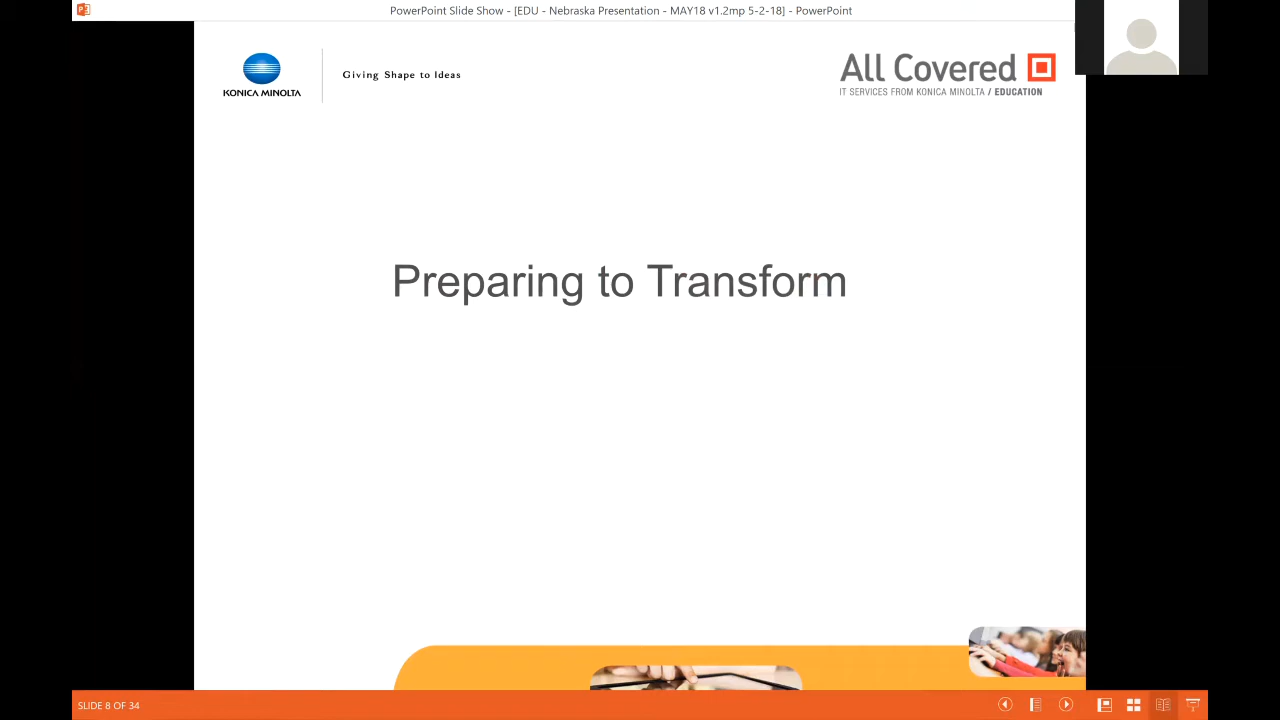 PowerPoint Slide Show - [EDU - Nebraska Presentation - MAY18 v1.2mp 5-2-18] - PowerPoint
KONICA MINOLTA
Giving Shape to Ideas
All Covered
IT SERVICES FROM KONICA MINOLTA / EDUCATION
Preparing to Transform
SLIDE 8 OF 34